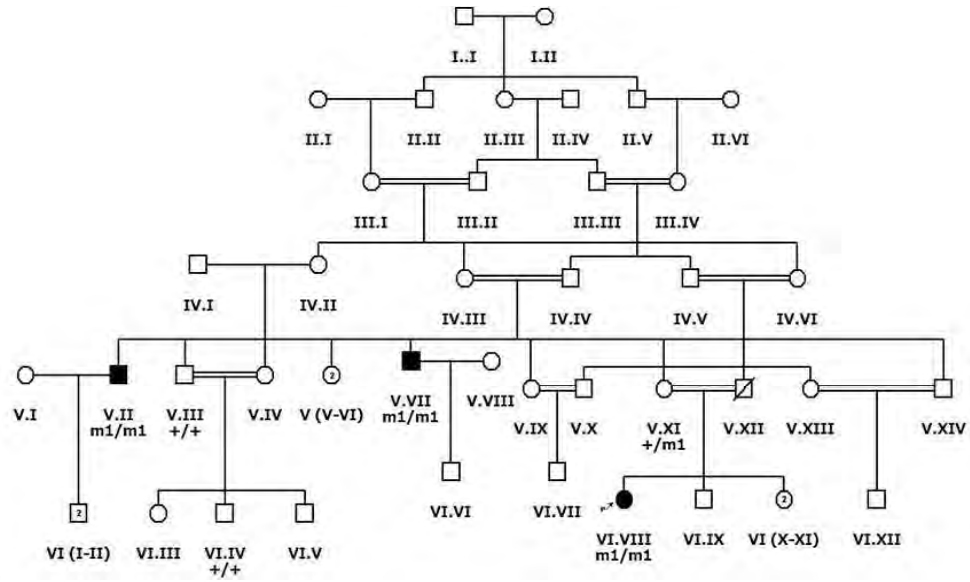 I..I I.II
II.I II.II II.III II.IV II.V II.VI
III.I III.II III.III III.IV
IV.I IV.II IV.III IV.IV IV.V IV.VI
2
V.I V.II V.III V.IV V (V-VI) V.VII V.VIII V.IX V.X V.XI V.XII V.XIII V.XIV
m1/m1 +/+ m1/m1 +/m1
2 2
VI (I-II) VI.III VI.IV VI.V VI.VI VI.VII VI.VIII VI.IX VI (X-XI) VI.XII
+/+ m1/m1